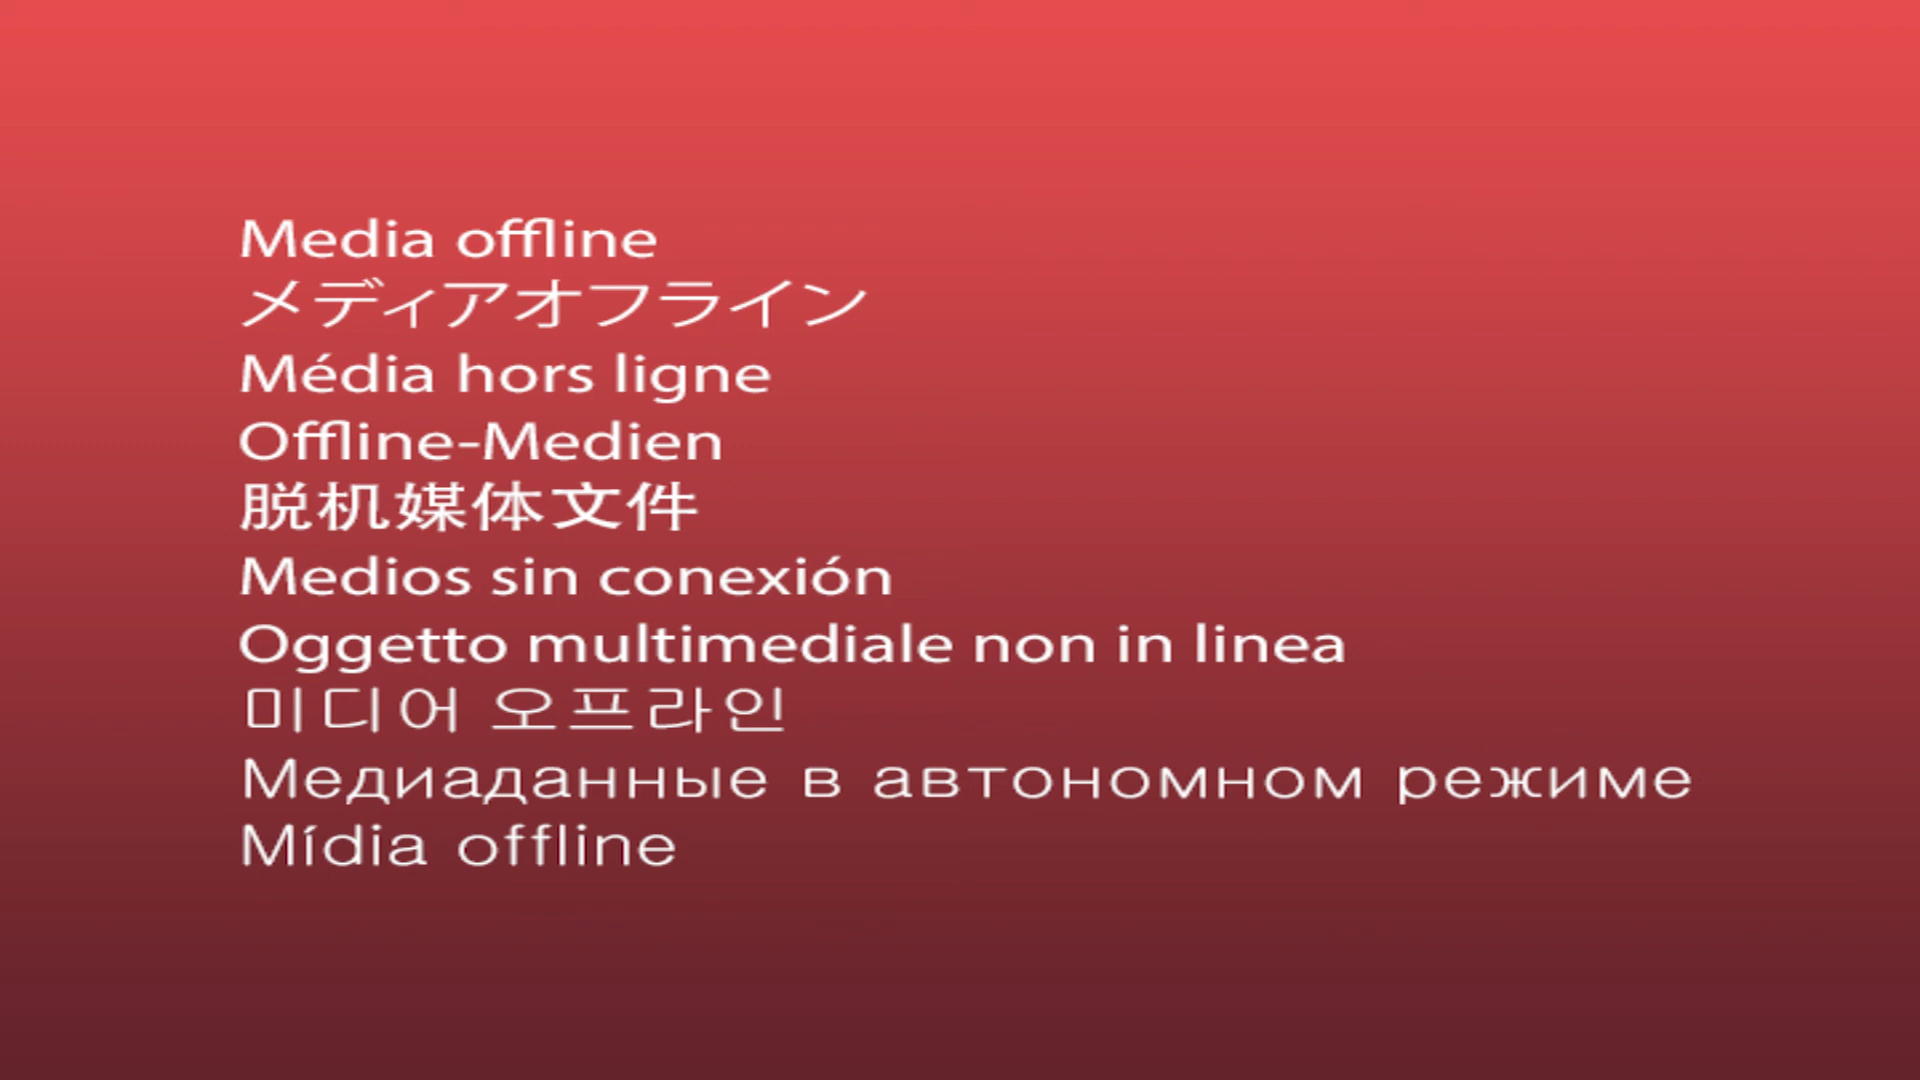 Media offline
メディアオフライン
Média hors ligne
Offline-Medien
脱机媒体文件
Medios sin conexión
Oggetto multimediale non in linea
미디어 오프라인
Медиаданные в автономном режиме
Mídia offline